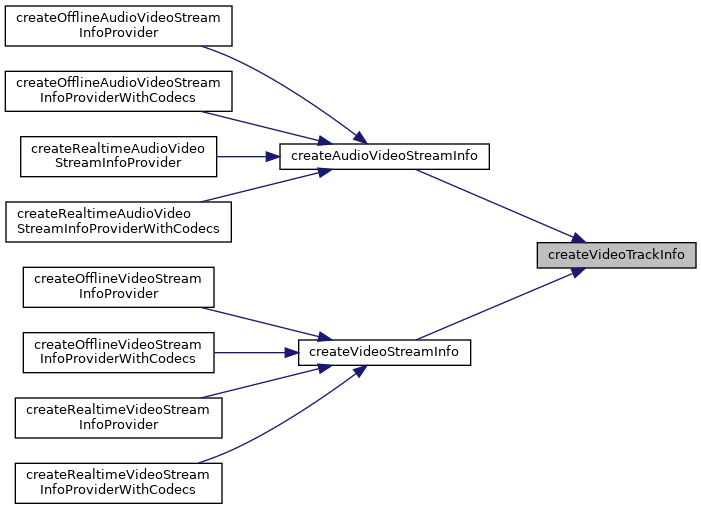 createOfflineAudioVideoStream
InfoProvider
createOfflineAudioVideoStream
InfoProviderWithCodecs
createRealtimeAudioVideo
StreamInfoProvider
createAudioVideoStreamInfo
createRealtimeAudioVideo
StreamInfoProviderWithCodecs
createVideoTrackInfo
createOfflineVideoStream
InfoProvider
createOfflineVideoStream
InfoProviderWithCodecs
createVideoStreamInfo
createRealtimeVideoStream
InfoProvider
createRealtimeVideoStream
InfoProviderWithCodecs